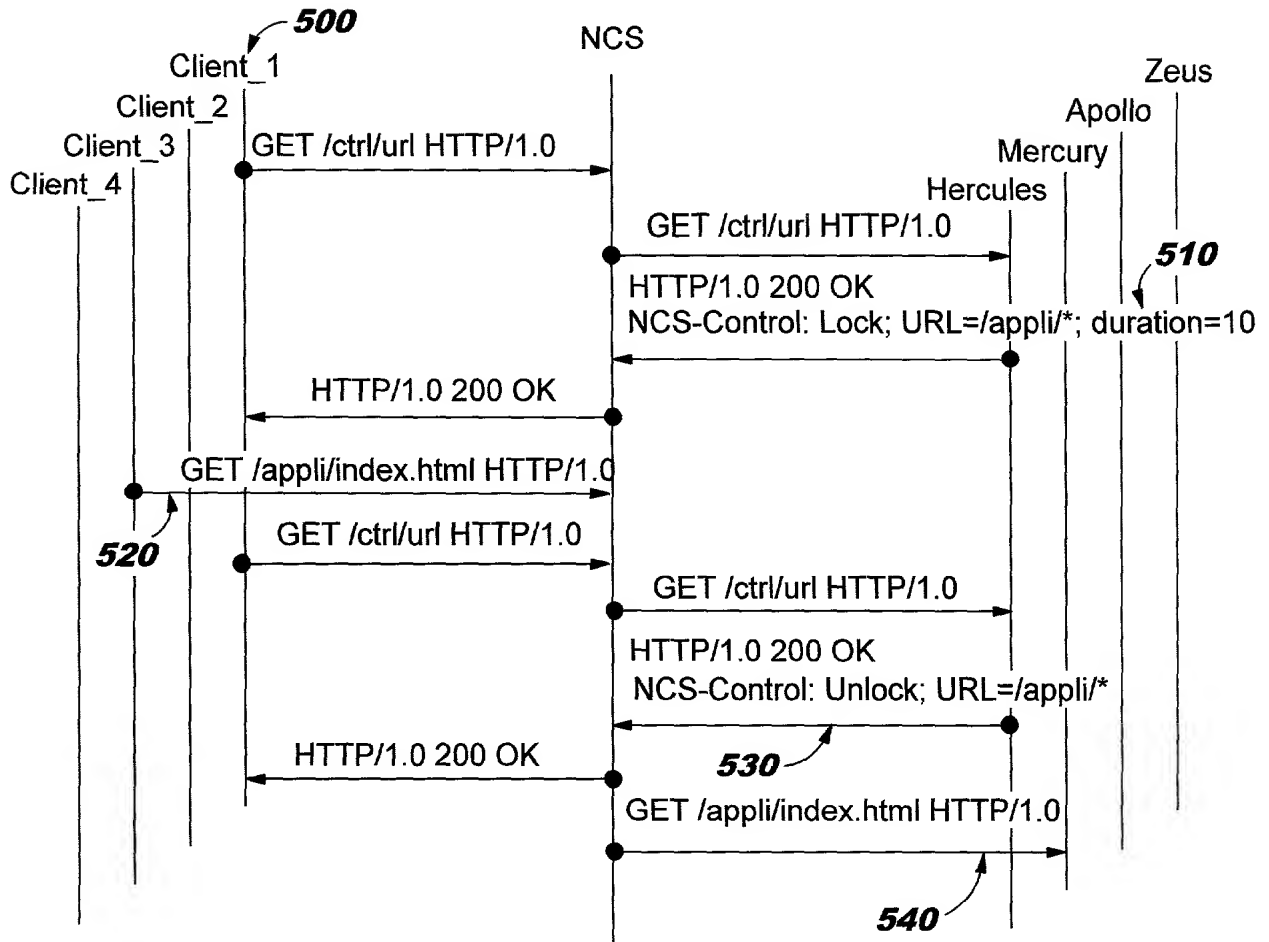 500
NCS
Client_1
Zeus
Client_2
Apollo
Client_3
GET /ctrl/url HTTP/1.0
Mercury
Client_4
Hercules
GET /ctrl/url HTTP/1.0
510
HTTP/1.0 200 OK
NCS-Control: Lock; URL=/appli/*; duration=10
HTTP/1.0 200 OK
GET /appli/index.html HTTP/1.0
520
GET /ctrl/url HTTP/1.0
GET /ctrl/url HTTP/1.0
HTTP/1.0 200 OK
NCS-Control: Unlock; URL=/appli/*
HTTP/1.0 200 OK
530
GET /appli/index.html HTTP/1.0
540